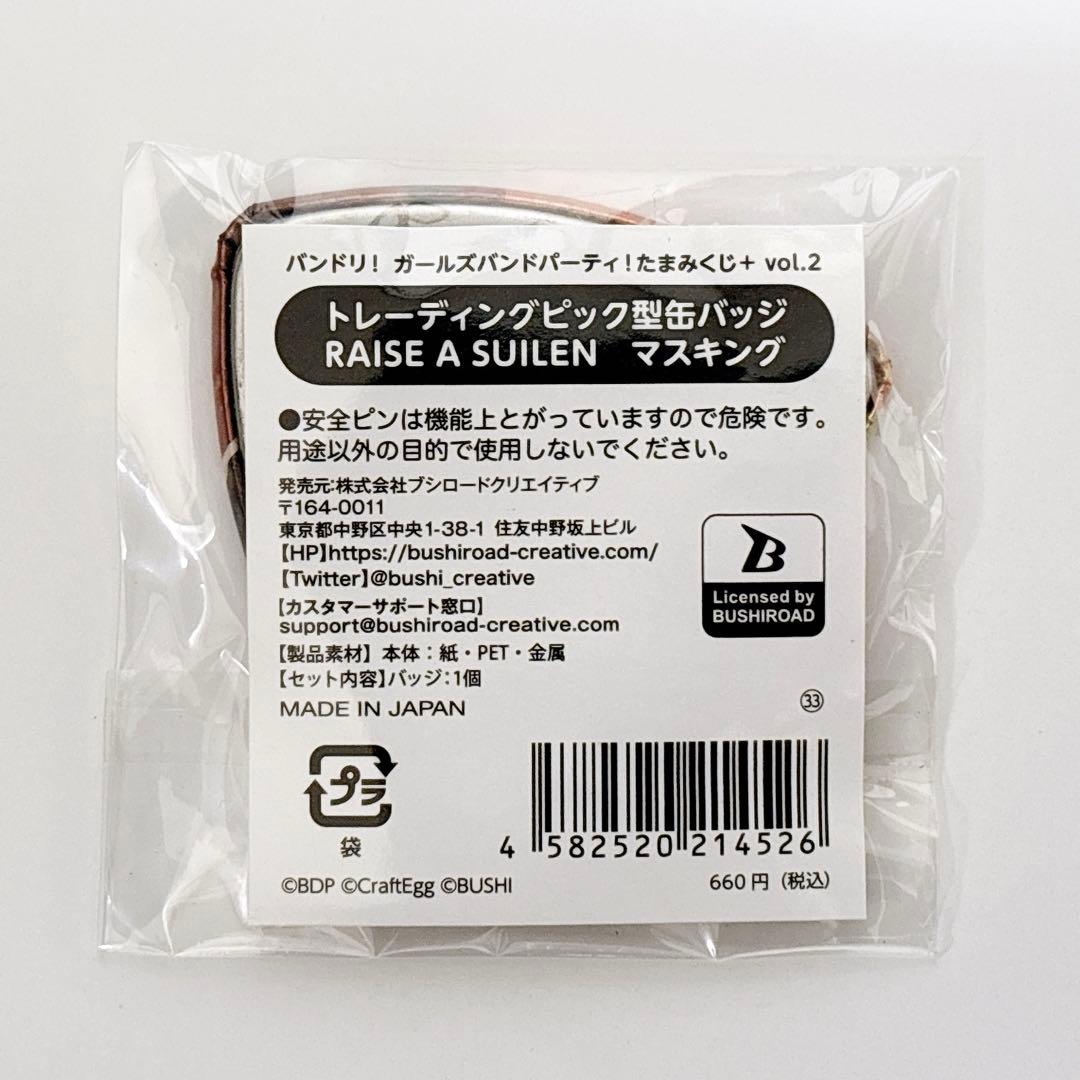 バンドリ! ガールズバンドパーティ!たまみくじ+ vol.2
トレーディングピック型缶バッジ
RAISE A SUILEN マスキング
●安全ピンは機能上とがっていますので危険です。
用途以外の目的で使用しないでください。
発売元:株式会社ブシロードクリエイティブ
〒164-0011
東京都中野区中央1-38-1 住友中野坂上ビル
【HP】https://bushiroad-creative.com/
【Twitter】@bushi_creative
【カスタマーサポート窓口】
support@bushiroad-creative.com
B
Licensed by
BUSHIROAD
【製品素材】本体:紙・PET・金属
【セット内容】バッジ:1個
MADE IN JAPAN
㉝
プラ
袋
4 582520 214526
©BDP ©CraftEgg ©BUSHI
660円(税込)